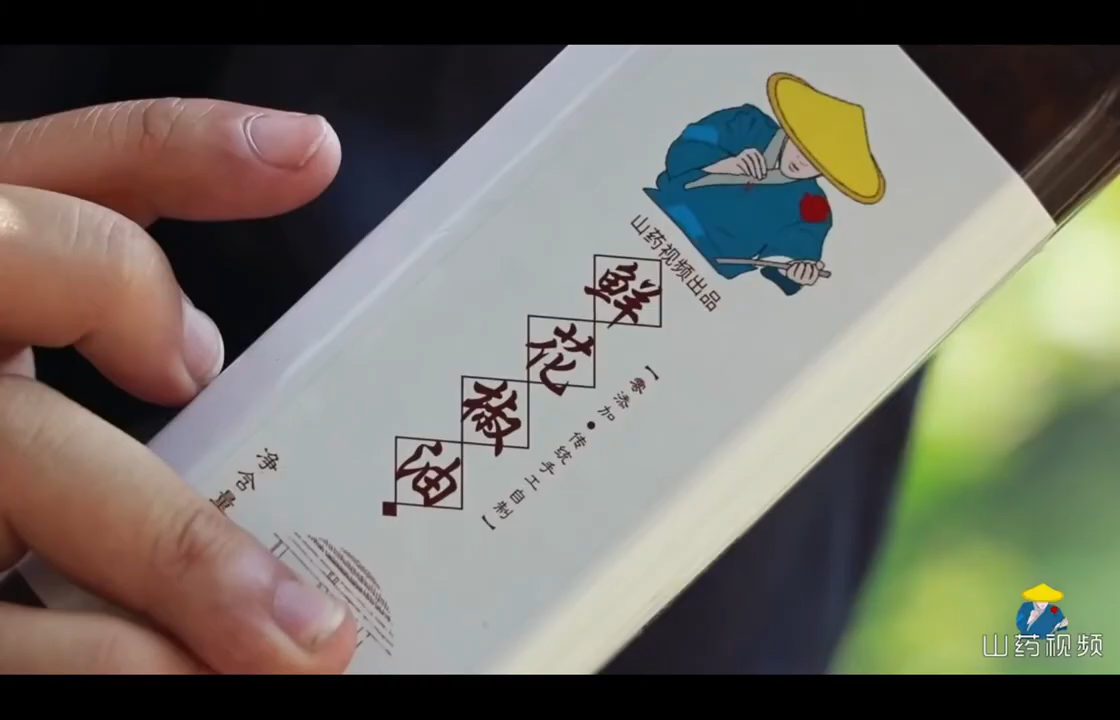 山药视频出品
鲜花椒油
【零添加·传统手工自制】
净含量
山药视频